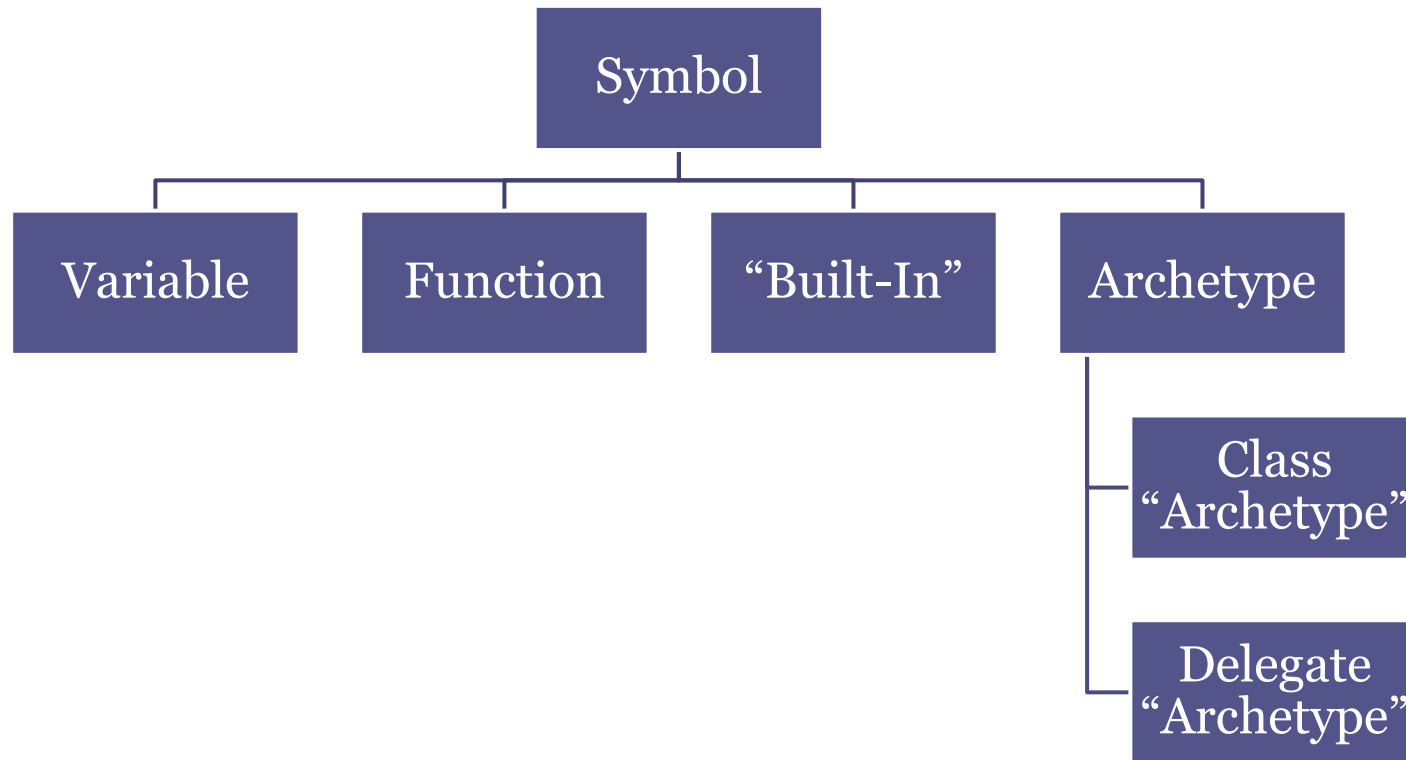 Symbol
Variable
Function
“Built-In”
Archetype
Class
“Archetype”
Delegate
“Archetype”